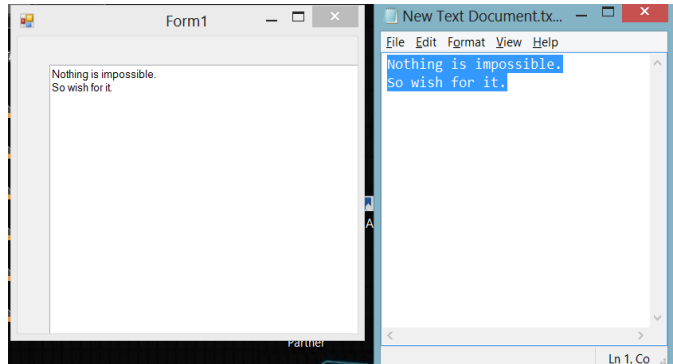 Form1
Nothing is impossible.
So wish for it.
New Text Document.tx...
File Edit Format View Help
Nothing is impossible.
So wish for it.
A
Partner
Ln 1, Co